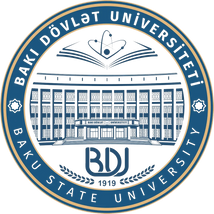 BAKI DÖVLƏT UNİVERSİTETİ
BDU
1919
BAKU STATE UNIVERSITY